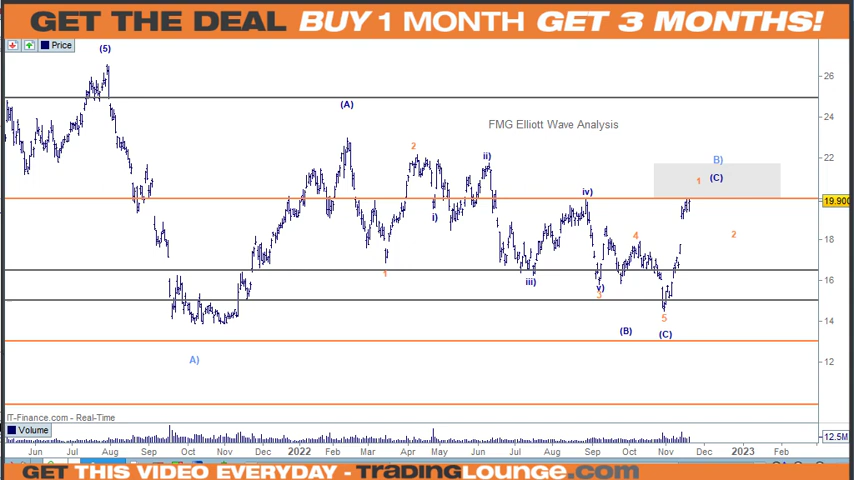 GET THE DEAL BUY 1 MONTH GET 3 MONTHS!
Price
(5)
26
24
22
19.900
18
16
14
12
FMG Elliott Wave Analysis
(A)
2
ii)
i)
1
iv)
iii)
v)
3
4
(B)
5
(C)
A)
B)
(C)
1
2
IT-Finance.com - Real-Time
Volume
12.5M
Jun Jul Aug Sep Oct Nov 2022 Feb Mar Apr May Jun Jul Aug Sep Oct Nov Dec 2023 Feb
GET THIS VIDEO EVERYDAY - TRADINGLOUNGE.COM